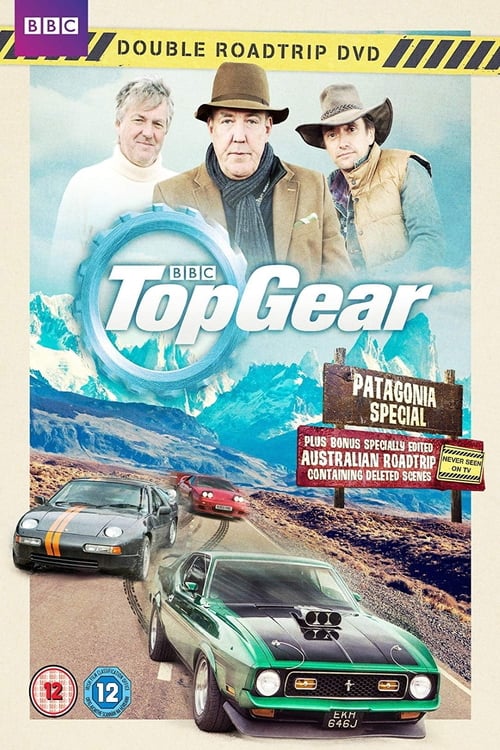 BBC
DOUBLE ROADTRIP DVD
BBC
TopGear
PATAGONIA
SPECIAL
PLUS BONUS SPECIALLY EDITED
AUSTRALIAN ROADTRIP
CONTAINING DELETED SCENES
NEVER SEEN
ON TV
EKH
646J
12
12